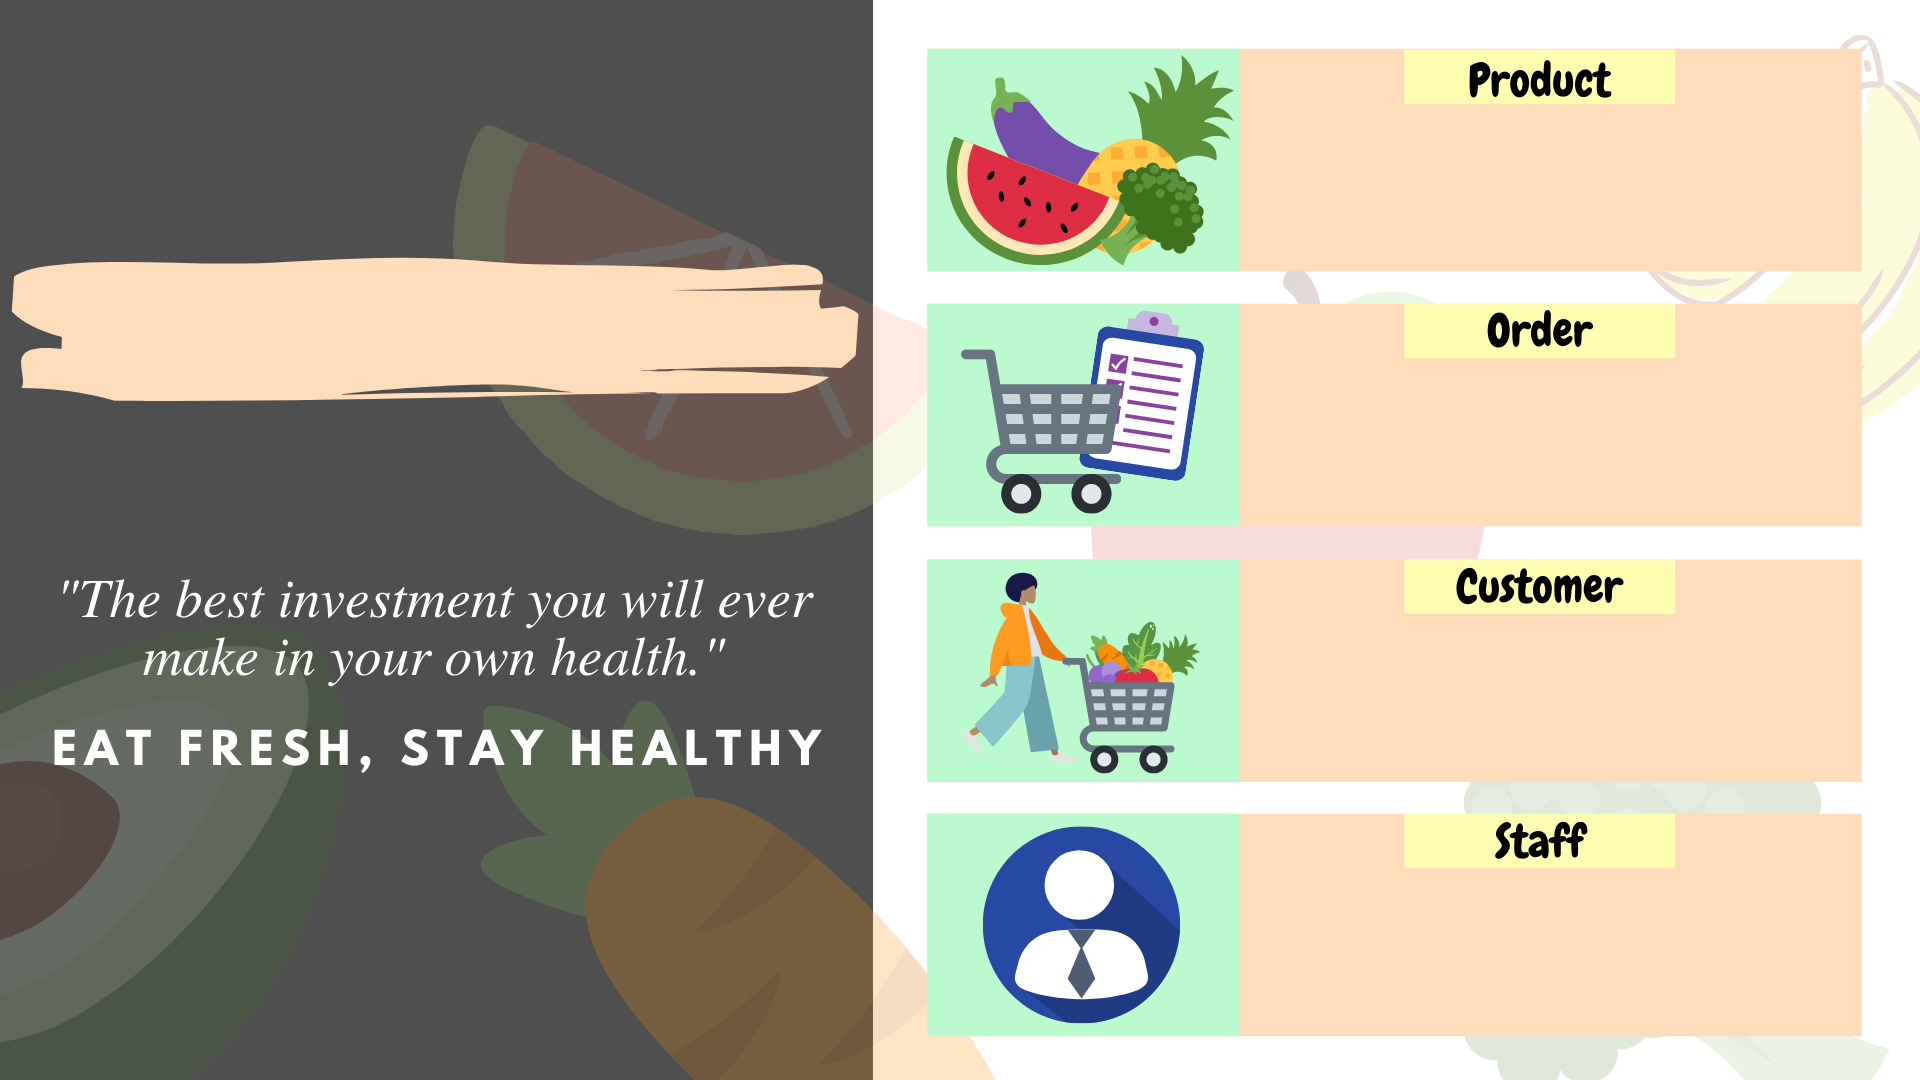 "The best investment you will ever
make in your own health."
EAT FRESH, STAY HEALTHY
Product
Order
Customer
Staff